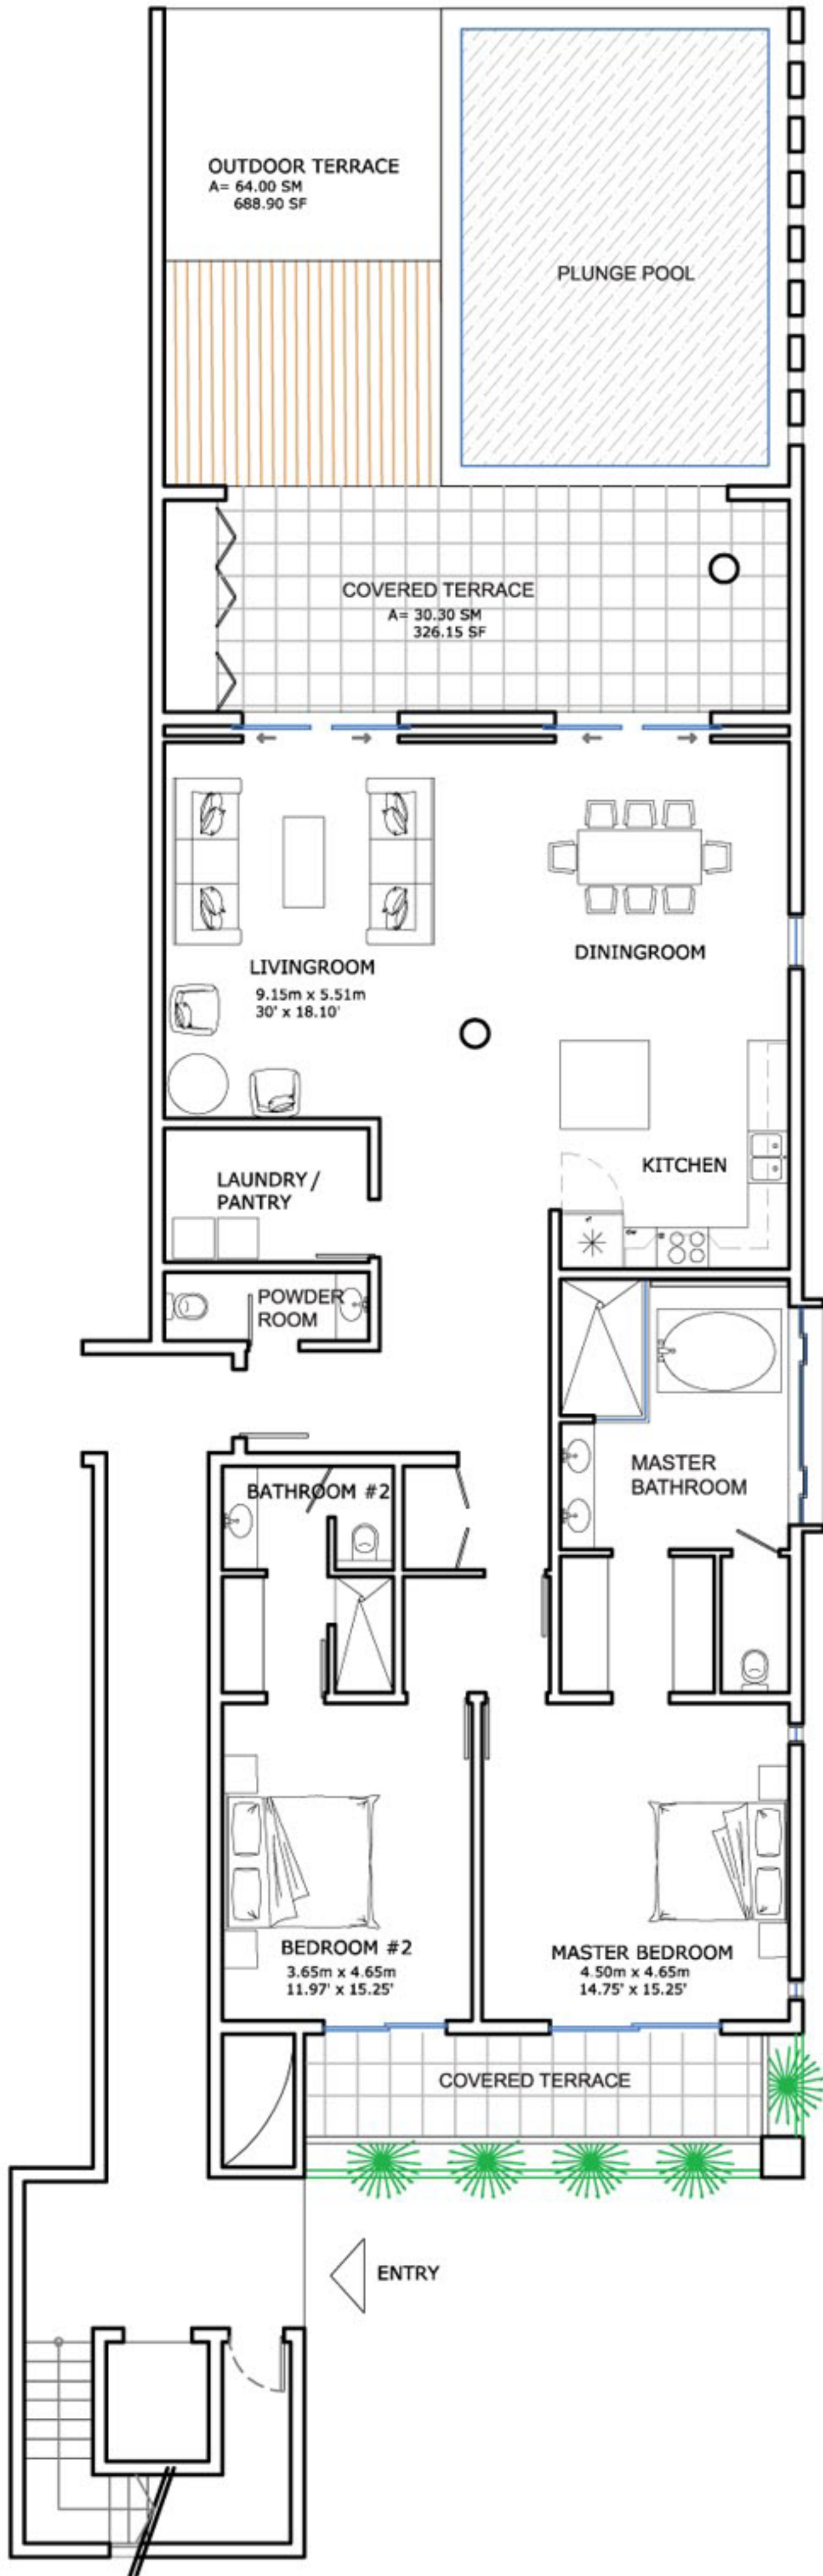 OUTDOOR TERRACE
A= 64.00 SM
688.90 SF
PLUNGE POOL
COVERED TERRACE
A= 30.30 SM
326.15 SF
DININGROOM
LIVINGROOM
9.15m x 5.51m
30' x 18.10'
KITCHEN
LAUNDRY /
PANTRY
POWDER
ROOM
MASTER
BATHROOM
BATHROOM #2
BEDROOM #2
3.65m x 4.65m
11.97' x 15.25'
MASTER BEDROOM
4.50m x 4.65m
14.75' x 15.25'
COVERED TERRACE
ENTRY